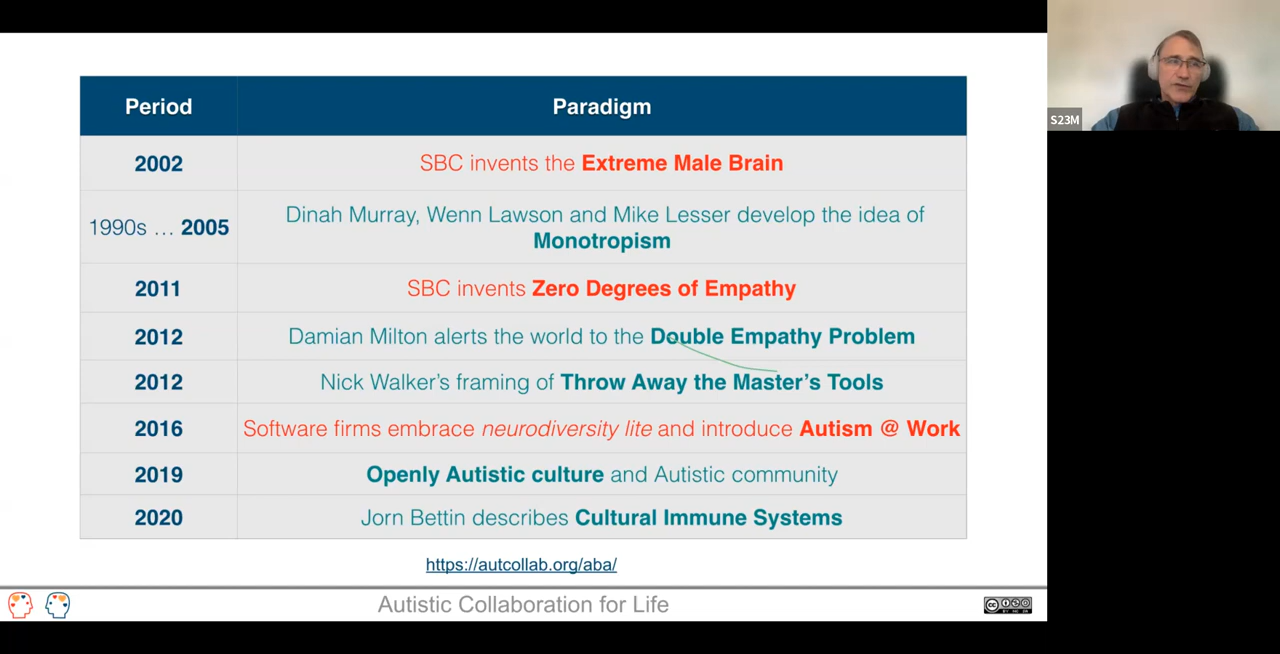 Period Paradigm
2002 SBC invents the Extreme Male Brain
1990s … 2005 Dinah Murray, Wenn Lawson and Mike Lesser develop the idea of
Monotropism
2011 SBC invents Zero Degrees of Empathy
2012 Damian Milton alerts the world to the Double Empathy Problem
2012 Nick Walker's framing of Throw Away the Master's Tools
2016 Software firms embrace neurodiversity lite and introduce Autism @ Work
2019 Openly Autistic culture and Autistic community
2020 Jorn Bettin describes Cultural Immune Systems
https://autcollab.org/aba/
Autistic Collaboration for Life
S23M